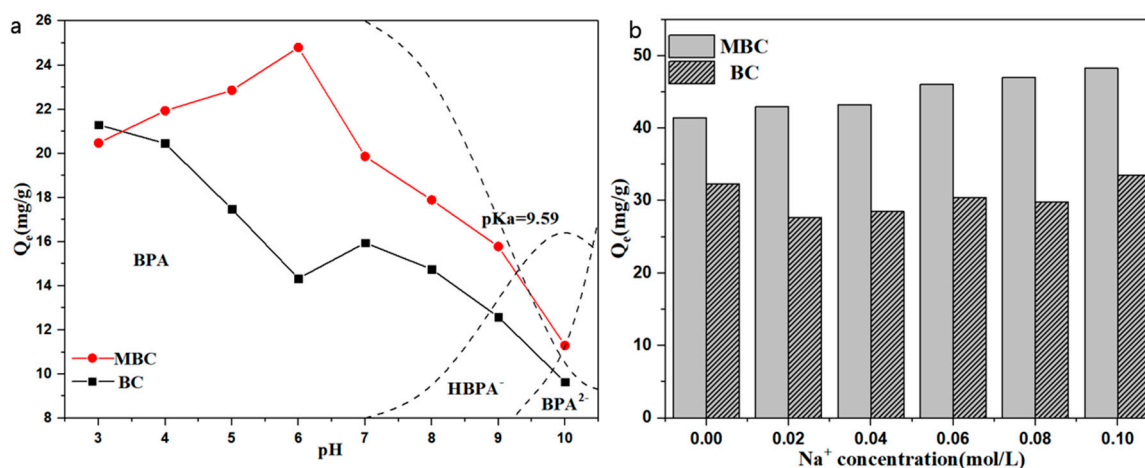 a
26
24
22
20
18
16
14
12
10
8
Qe(mg/g)
BPA
pKa=9.59
HBPA⁻
BPA²⁻
MBC
BC
3 4 5 6 7 8 9 10
pH
b
50
40
30
20
10
0
Qe(mg/g)
MBC
BC
0.00 0.02 0.04 0.06 0.08 0.10
Na⁺ concentration(mol/L)